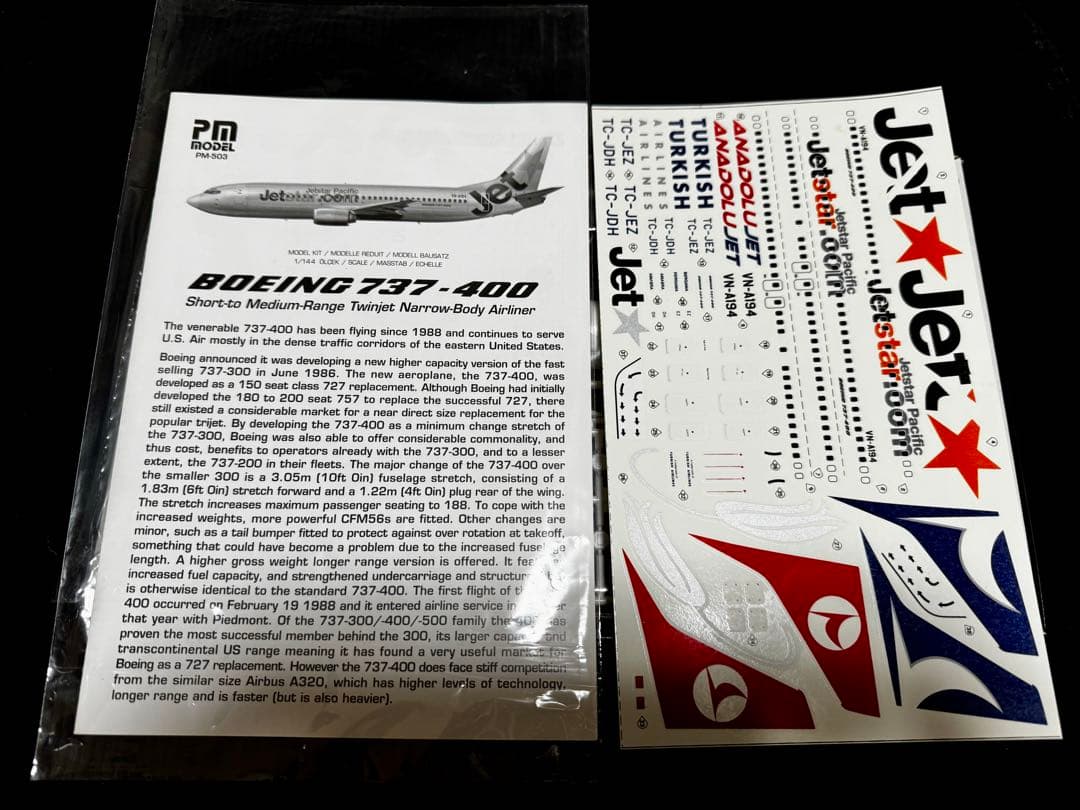 PM
MODEL
PM-503
Jetstar Pacific
Jetstar.com
Jet
MODEL KIT / MODELLE REDUIT / MODELL BAUSATZ
1/144 ÖLÇEK / SCALE / MASSTAB / ECHELLE
BOEING 737-400
Short-to Medium-Range Twinjet Narrow-Body Airliner
The venerable 737-400 has been flying since 1988 and continues to serve
U.S. Air mostly in the dense traffic corridors of the eastern United States.
Boeing announced it was developing a new higher capacity version of the fast
selling 737-300 in June 1986. The new aeroplane, the 737-400, was
developed as a 150 seat class 727 replacement. Although Boeing had initially
developed the 180 to 200 seat 757 to replace the successful 727, there
still existed a considerable market for a near direct size replacement for the
popular trijet. By developing the 737-400 as a minimum change stretch of
the 737-300, Boeing was also able to offer considerable commonality, and
thus cost, benefits to operators already with the 737-300, and to a lesser
extent, the 737-200 in their fleets. The major change of the 737-400 over
the smaller 300 is a 3.05m (10ft 0in) fuselage stretch, consisting of a
1.83m (6ft 0in) stretch forward and a 1.22m (4ft 0in) plug rear of the wing.
The stretch increases maximum passenger seating to 188. To cope with the
increased weights, more powerful CFM56s are fitted. Other changes are
minor, such as a tail bumper fitted to protect against over rotation at takeoff,
something that could have become a problem due to the increased fuselage
length. A higher gross weight longer range version is offered. It
increased fuel capacity, and strengthened undercarriage and
is otherwise identical to the standard 737-400. The first flight of
400 occurred on February 19 1988 and it entered airline service
that year with Piedmont. Of the 737-300/-400/-500 family the 400 has
proven the most successful member behind the 300, its larger capacity and
transcontinental US range meaning it has found a very useful market for
Boeing as a 727 replacement. However the 737-400 does face stiff competition
from the similar size Airbus A320, which has higher levels of technology,
longer range and is faster (but is also heavier).
Jet
Jet
VN-A194
Jetstar.com
Jetstar Pacific
Jetstar.com
Jetstar Pacific
VN-A194
ANADOLUJET
ANADOLUJET
VN-A194
VN-A194
TURKISH
TURKISH
AIRLINES
AIRLINES
TC-JEZ
TC-JEZ
TC-JDH
TC-JDH
TC-JEZ
TC-JEZ
TC-JDH
TC-JDH
Jet